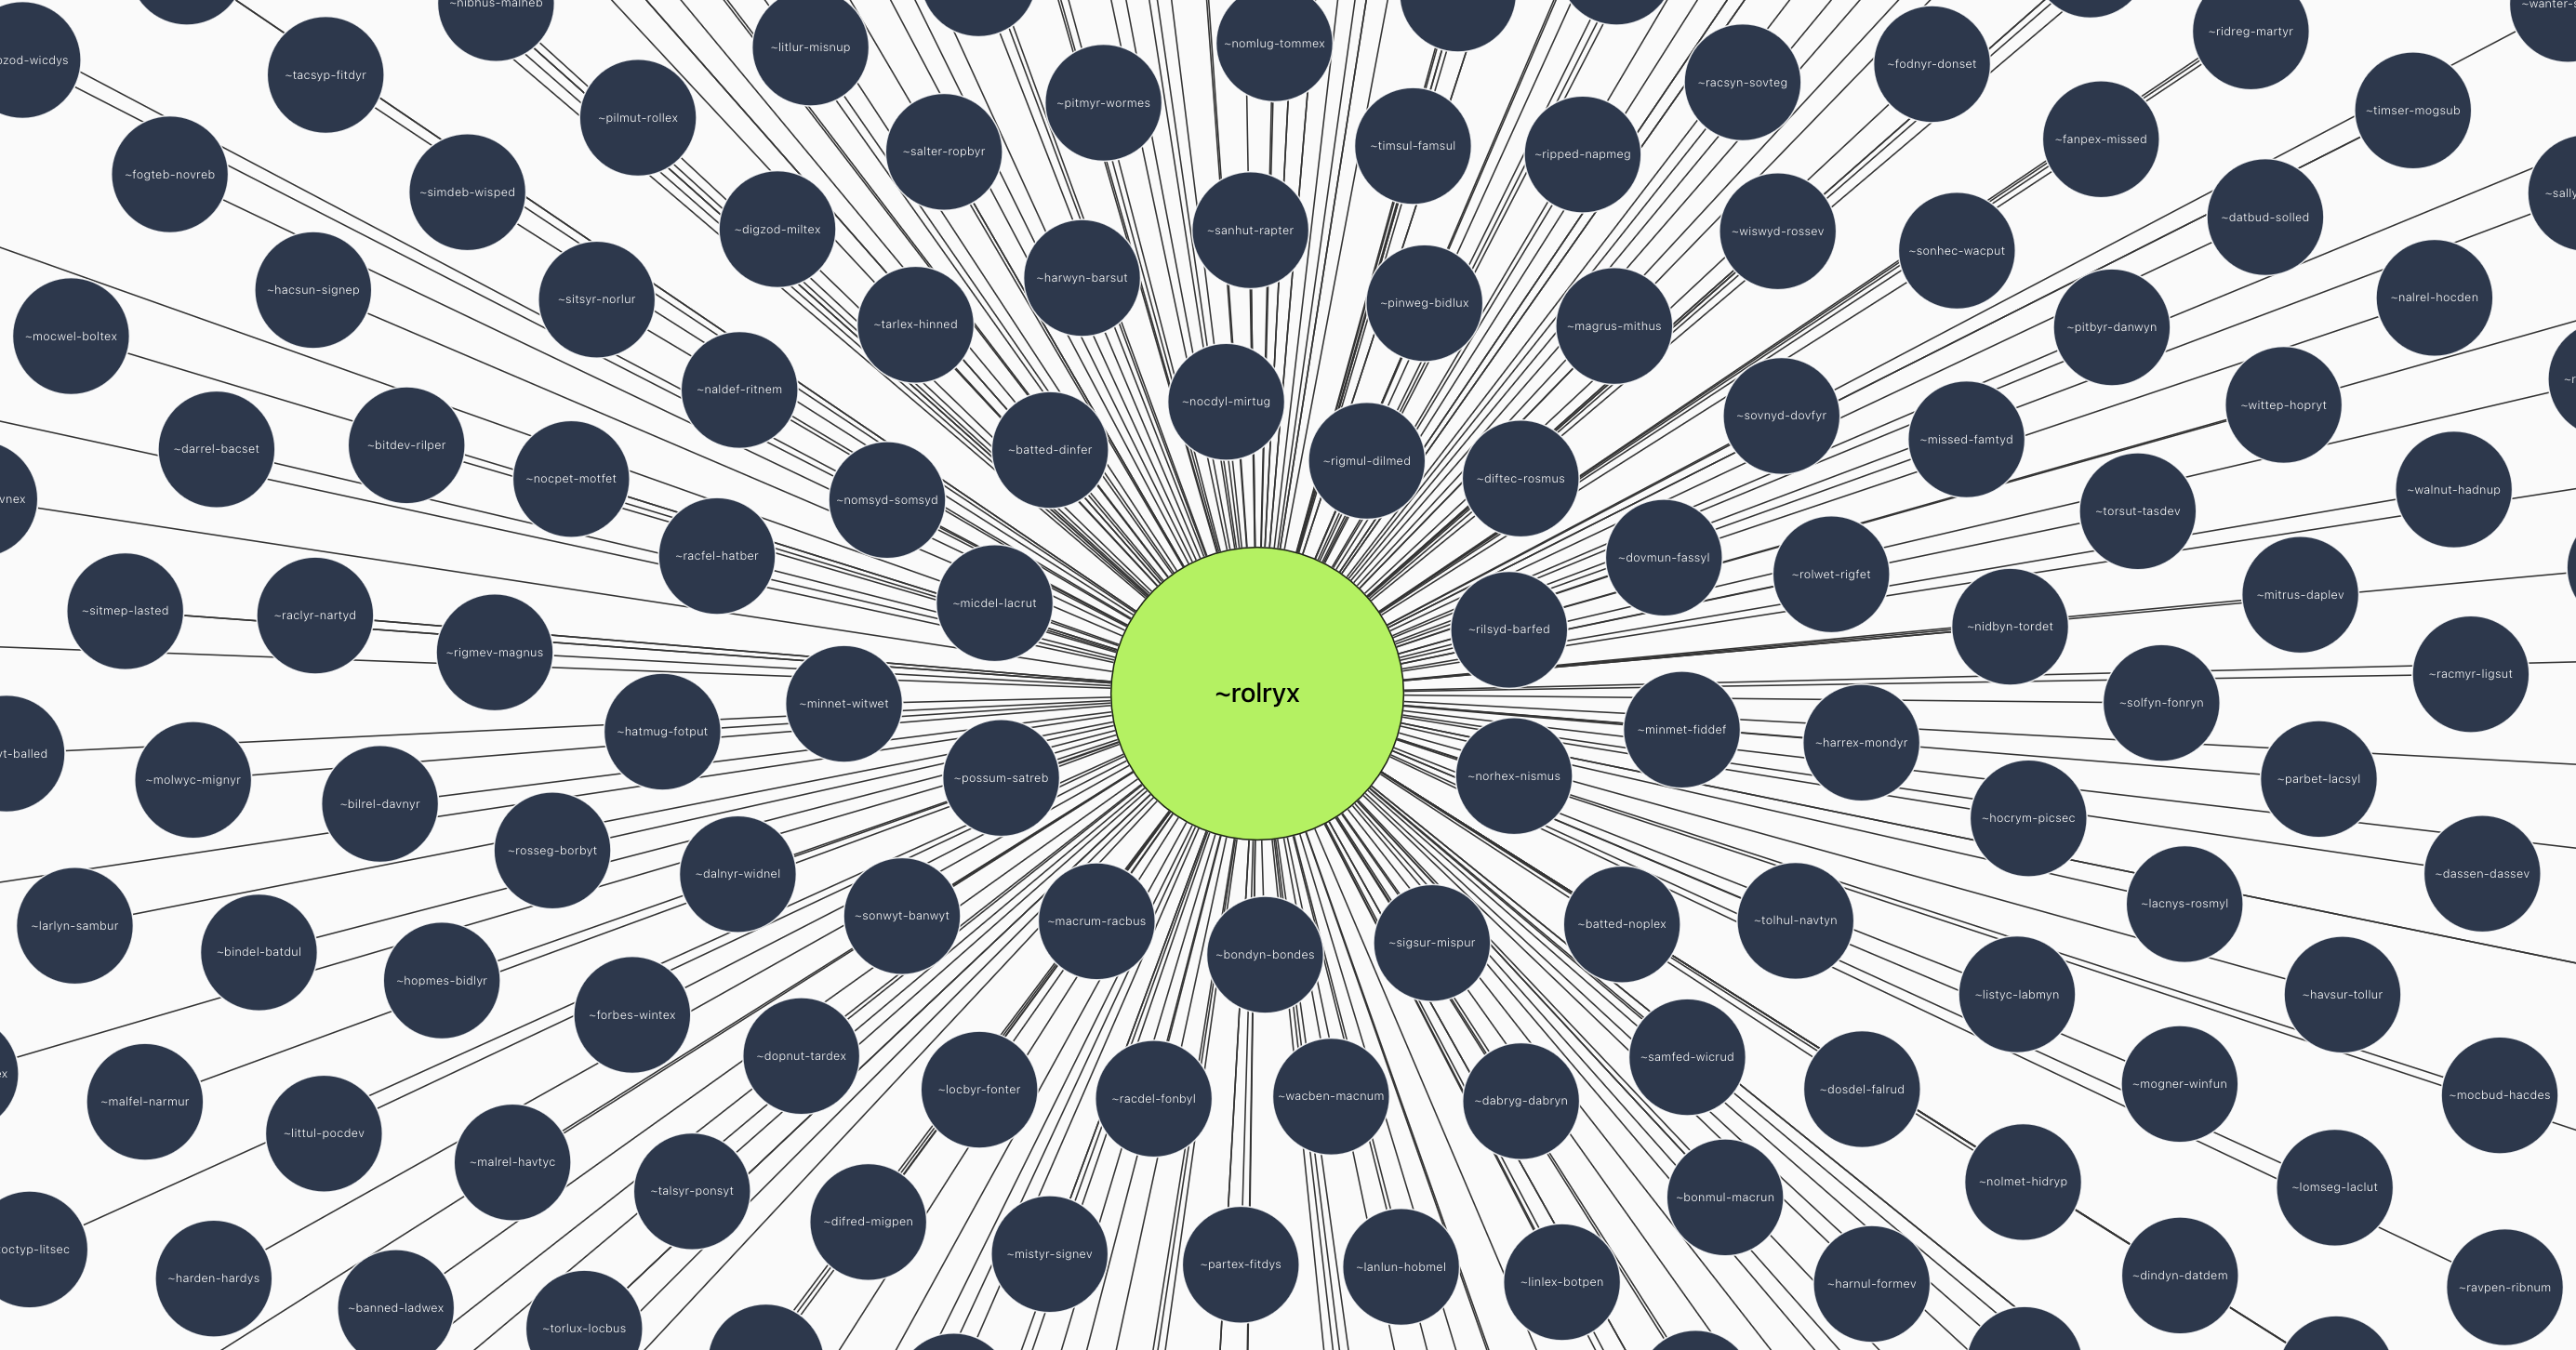 ~nibhus-malneb
~litlur-misnup
~nomlug-tommex
~ridreg-martyr
~tacsyp-fitdyr
~pilmut-rollex
~pitmyr-wormes
~racsyn-sovteg
~fodnyr-donset
~timser-mogsub
~fogteb-novreb
~simdeb-wisped
~salter-ropbyr
~timsul-famsul
~ripped-napmeg
~fanpex-missed
~digzod-miltex
~sanhut-rapter
~wiswyd-rossev
~sonhec-wacput
~datbud-solled
~hacsun-signep
~sitsyr-norlur
~harwyn-barsut
~pinweg-bidlux
~nalrel-hocden
~mocwel-boltex
~tarlex-hinned
~magrus-mithus
~pitbyr-danwyn
~naldef-ritnem
~nocdyl-mirtug
~sovnyd-dovfyr
~wittep-hopryt
~darrel-bacset
~bitdev-rilper
~batted-dinfer
~rigmul-dilmed
~missed-famtyd
~nocpet-motfet
~nomsyd-somsyd
~diftec-rosmus
~torsut-tasdev
~walnut-hadnup
~racfel-hatber
~dovmun-fassyl
~rolwet-rigfet
~sitmep-lasted
~raclyr-nartyd
~micdel-lacrut
~rilsyd-barfed
~nidbyn-tordet
~mitrus-daplev
~rigmev-magnus
~rolryx
~racmyr-ligsut
~hatmug-fotput
~minnet-witwet
~minmet-fiddef
~solfyn-fonryn
~molwyc-mignyr
~bilrel-davnyr
~possum-satreb
~norhex-nismus
~harrex-mondyr
~parbet-lacsyl
~rosseg-borbyt
~dalnyr-widnel
~hocrym-picsec
~dassen-dassev
~larlyn-sambur
~bindel-batdul
~sonwyt-banwyt
~macrum-racbus
~bondyn-bondes
~sigsur-mispur
~batted-noplex
~tolhul-navtyn
~lacnys-rosmyl
~hopmes-bidlyr
~forbes-wintex
~listyc-labmyn
~havsur-tollur
~malfel-narmur
~dopnut-tardex
~locbyr-fonter
~racdel-fonbyl
~wacben-macnum
~dabryg-dabryn
~samfed-wicrud
~dosdel-falrud
~mogner-winfun
~mocbud-hacdes
~littul-pocdev
~malrel-havtyc
~talsyr-ponsyt
~difred-migpen
~bonmul-macrun
~nolmet-hidryp
~lomseg-laclut
~harden-hardys
~mistyr-signev
~partex-fitdys
~lanlun-hobmel
~linlex-botpen
~harnul-formev
~dindyn-datdem
~ravpen-ribnum
~banned-ladwex
~torlux-locbus